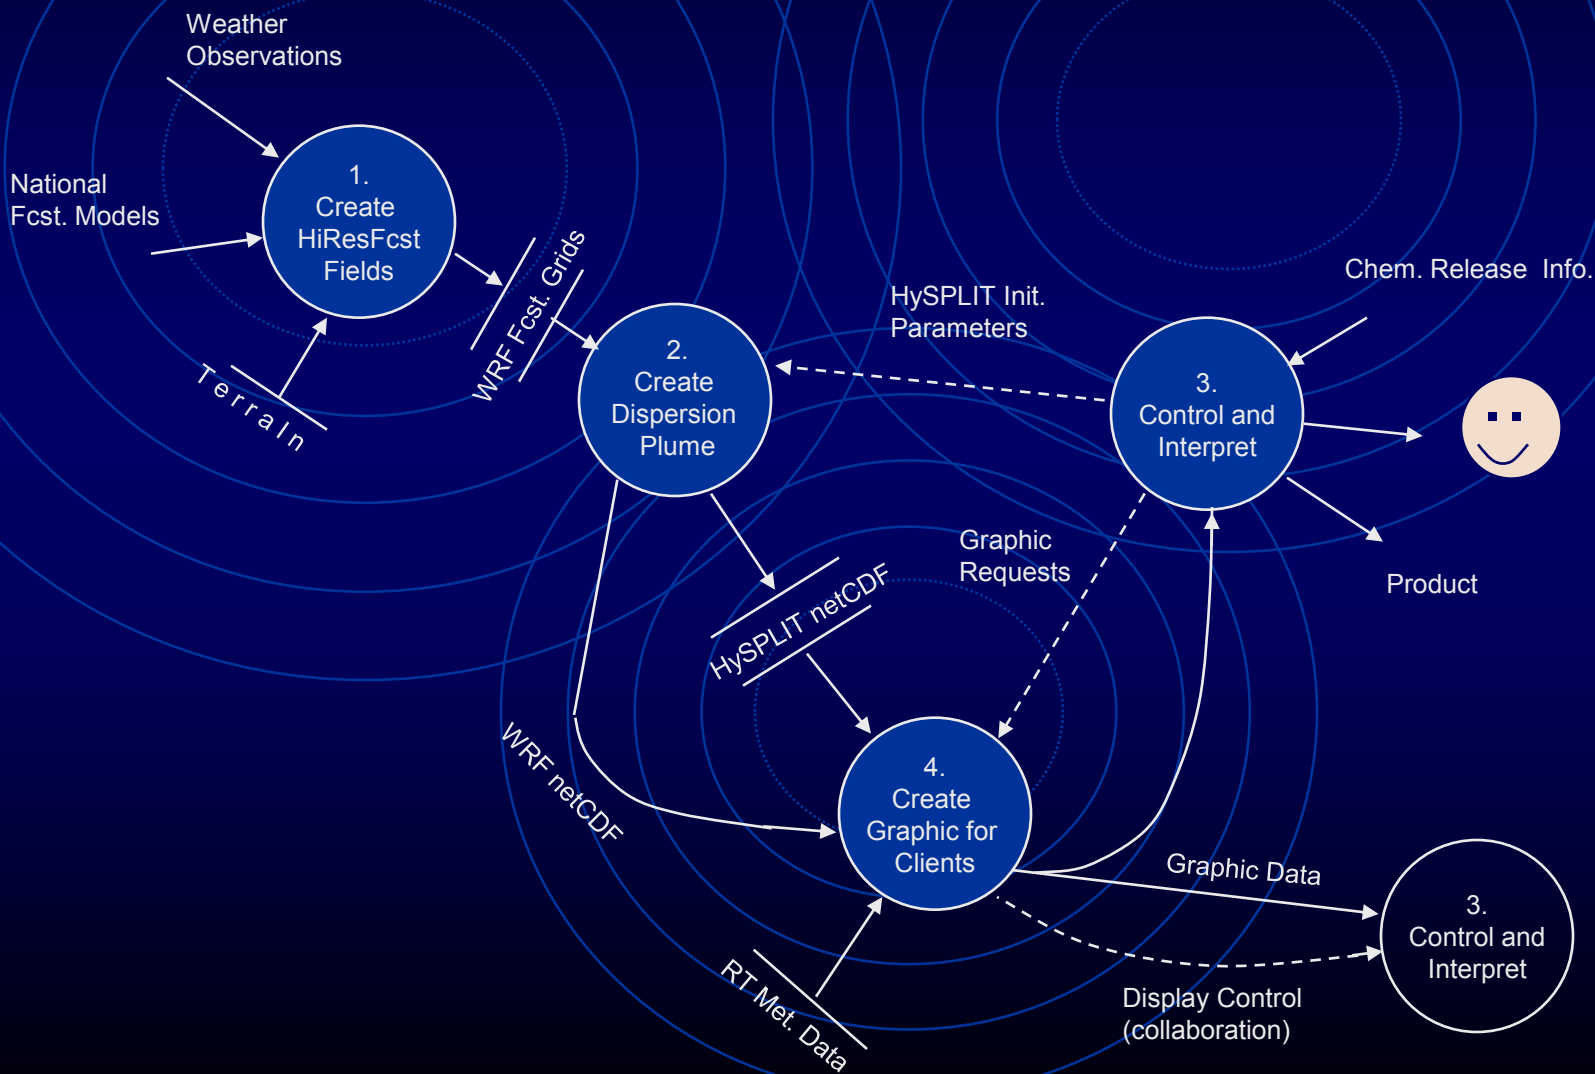 Weather
Observations
National
Fcst. Models
1.
Create
HiResFcst
Fields
TerraIn
WRF Fcst. Grids
2.
Create
Dispersion
Plume
HySPLIT Init.
Parameters
Chem. Release  Info.
3.
Control and
Interpret
Product
Graphic
Requests
HySPLIT netCDF
WRF netCDF
4.
Create
Graphic for
Clients
RT Met. Data
Graphic Data
Display Control
(collaboration)
3.
Control and
Interpret